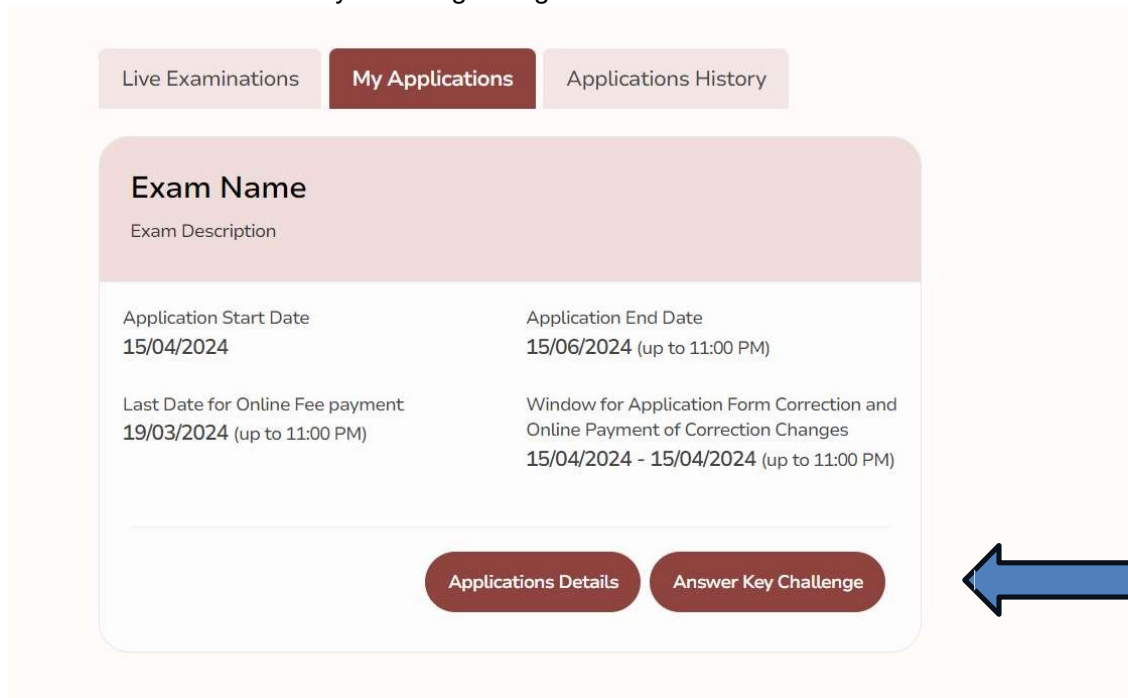 Live Examinations My Applications Applications History
Exam Name
Exam Description
Application Start Date
15/04/2024
Application End Date
15/06/2024 (up to 11:00 PM)
Last Date for Online Fee payment
19/03/2024 (up to 11:00 PM)
Window for Application Form Correction and
Online Payment of Correction Changes
15/04/2024 - 15/04/2024 (up to 11:00 PM)
Applications Details Answer Key Challenge